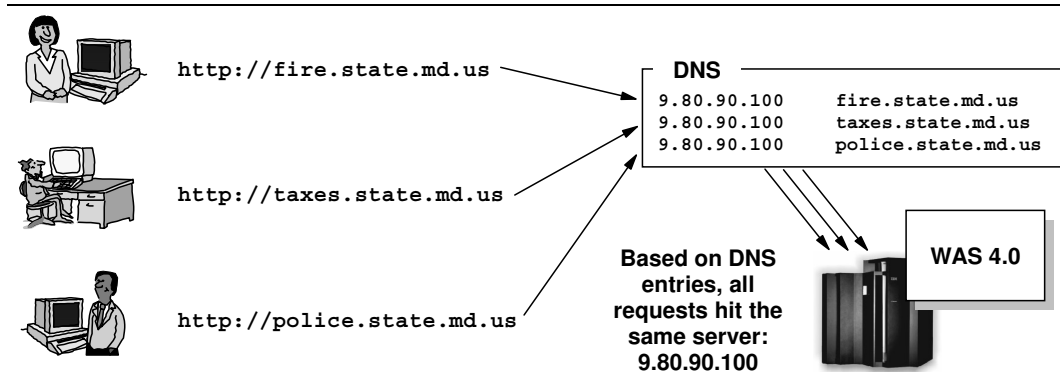 http://fire.state.md.us
DNS
9.80.90.100 fire.state.md.us
9.80.90.100 taxes.state.md.us
9.80.90.100 police.state.md.us
http://taxes.state.md.us
WAS 4.0
Based on DNS
entries, all
requests hit the
same server:
9.80.90.100
http://police.state.md.us